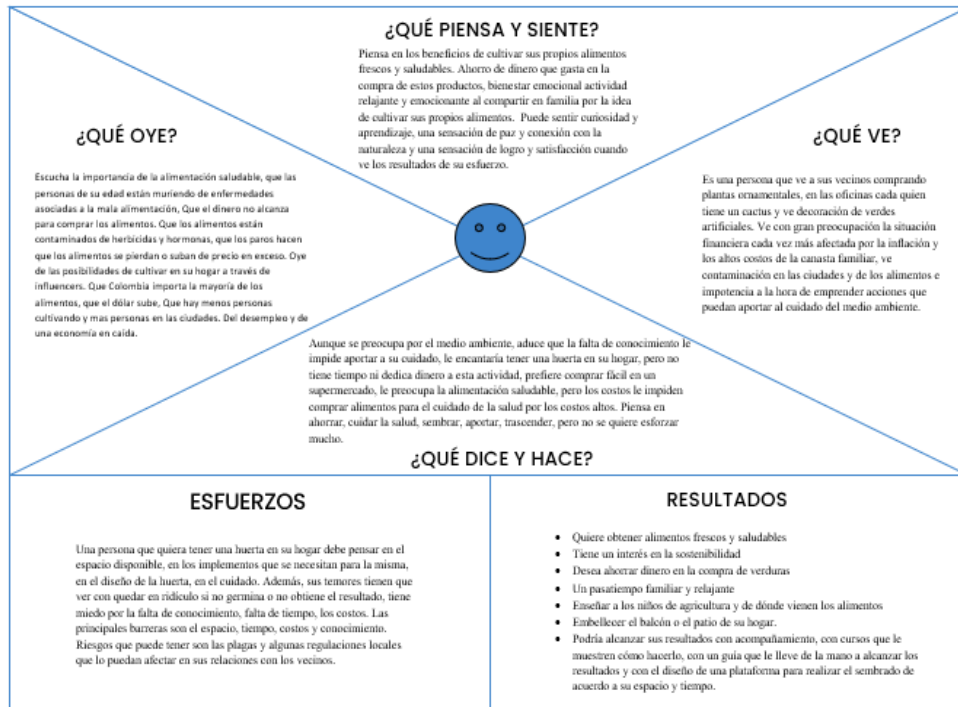 ¿QUÉ PIENSA Y SIENTE?
Piensa en los beneficios de cultivar sus propios alimentos
frescos y saludables. Ahorro de dinero que gasta en la
compra de estos productos, bienestar emocional actividad
relajante y emocionante al compartir en familia por la idea
de cultivar sus propios alimentos.  Puede sentir curiosidad y
aprendizaje, una sensación de paz y conexión con la
naturaleza y una sensación de logro y satisfacción cuando
ve los resultados de su esfuerzo.
¿QUÉ OYE?
Escucha la importancia de la alimentación saludable, que las
personas de su edad están muriendo de enfermedades
asociadas a la mala alimentación, Que el dinero no alcanza
para comprar los alimentos. Que los alimentos están
contaminados de herbicidas y hormonas, que los paros hacen
que los alimentos se pierdan o suban de precio en exceso. Oye
de las posibilidades de cultivar en su hogar a través de
influencers. Que Colombia importa la mayoría de los
alimentos, que el dólar sube, Que hay menos personas
cultivando y mas personas en las ciudades. Del desempleo y de
una economía en caída.
¿QUÉ VE?
Es una persona que ve a sus vecinos comprando
plantas ornamentales, en las oficinas cada quien
tiene un cactus y ve decoración de verdes
artificiales. Ve con gran preocupación la situación
financiera cada vez más afectada por la inflación y
los altos costos de la canasta familiar, ve
contaminación en las ciudades y de los alimentos e
impotencia a la hora de emprender acciones que
puedan aportar al cuidado del medio ambiente.
Aunque se preocupa por el medio ambiente, aduce que la falta de conocimiento le
impide aportar a su cuidado, le encantaría tener una huerta en su hogar, pero no
tiene tiempo ni dedica dinero a esta actividad, prefiere comprar fácil en un
supermercado, le preocupa la alimentación saludable, pero los costos le impiden
comprar alimentos para el cuidado de la salud por los costos altos. Piensa en
ahorrar, cuidar la salud, sembrar, aportar, trascender, pero no se quiere esforzar
mucho.
¿QUÉ DICE Y HACE?
ESFUERZOS
Una persona que quiera tener una huerta en su hogar debe pensar en el
espacio disponible, en los implementos que se necesitan para la misma,
en el diseño de la huerta, en el cuidado. Además, sus temores tienen que
ver con quedar en ridículo si no germina o no obtiene el resultado, tiene
miedo por la falta de conocimiento, falta de tiempo, los costos. Las
principales barreras son el espacio, tiempo, costos y conocimiento.
Riesgos que puede tener son las plagas y algunas regulaciones locales
que lo puedan afectar en sus relaciones con los vecinos.
RESULTADOS
• Quiere obtener alimentos frescos y saludables
• Tiene un interés en la sostenibilidad
• Desea ahorrar dinero en la compra de verduras
• Un pasatiempo familiar y relajante
• Enseñar a los niños de agricultura y de dónde vienen los alimentos
• Embellecer el balcón o el patio de su hogar.
• Podría alcanzar sus resultados con acompañamiento, con cursos que le
muestren cómo hacerlo, con un guía que le lleve de la mano a alcanzar los
resultados y con el diseño de una plataforma para realizar el sembrado de
acuerdo a su espacio y tiempo.